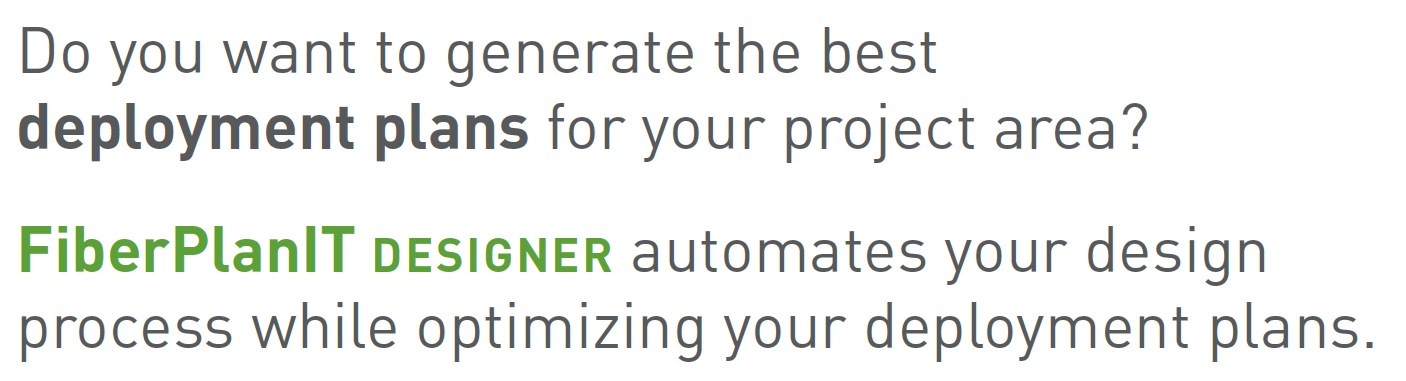 Do you want to generate the best
deployment plans for your project area?
FiberPlanIT DESIGNER automates your design
process while optimizing your deployment plans.